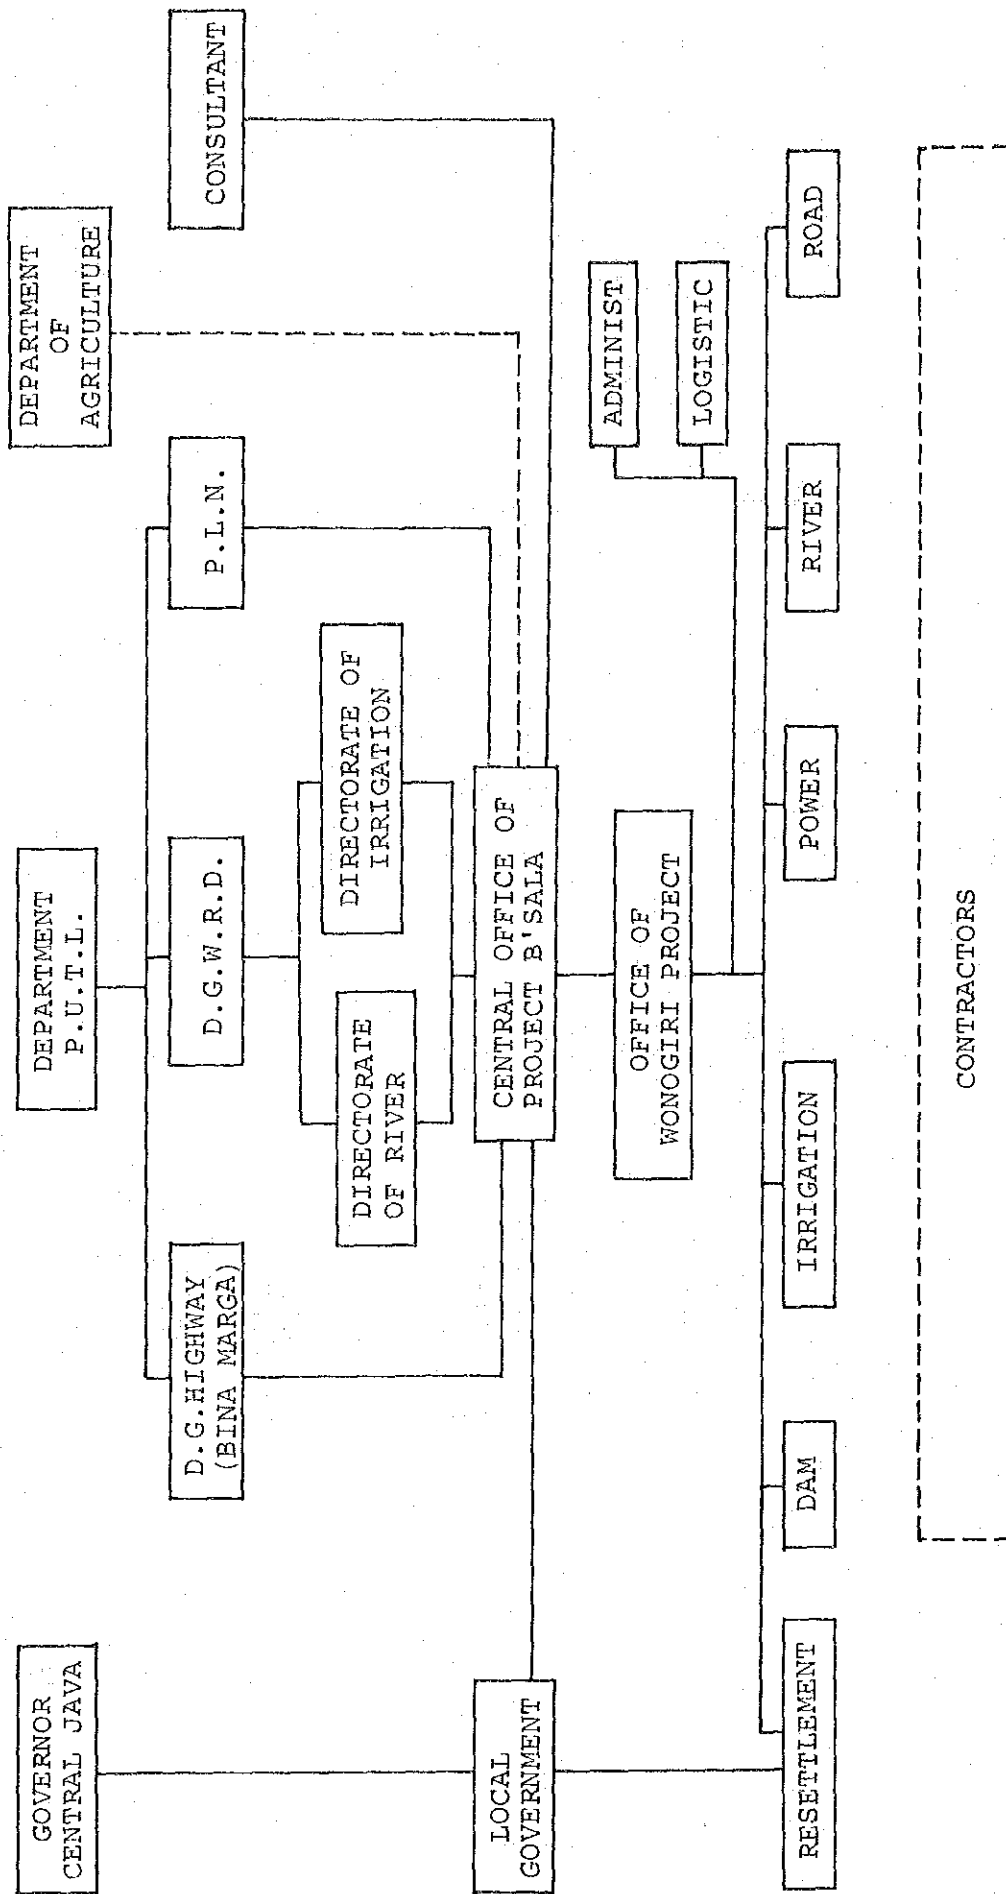 GOVERNOR
CENTRAL JAVA
DEPARTMENT
P.U.T.L.
DEPARTMENT
OF
AGRICULTURE
D.G.HIGHWAY
(BINA MARGA)
D.G.W.R.D.
P.L.N.
CONSULTANT
DIRECTORATE
OF RIVER
DIRECTORATE OF
IRRIGATION
LOCAL
GOVERNMENT
CENTRAL OFFICE OF
PROJECT B'SALA
OFFICE OF
WONOGIRI PROJECT
ADMINIST
LOGISTIC
RESETTLEMENT
DAM
IRRIGATION
POWER
RIVER
ROAD
CONTRACTORS